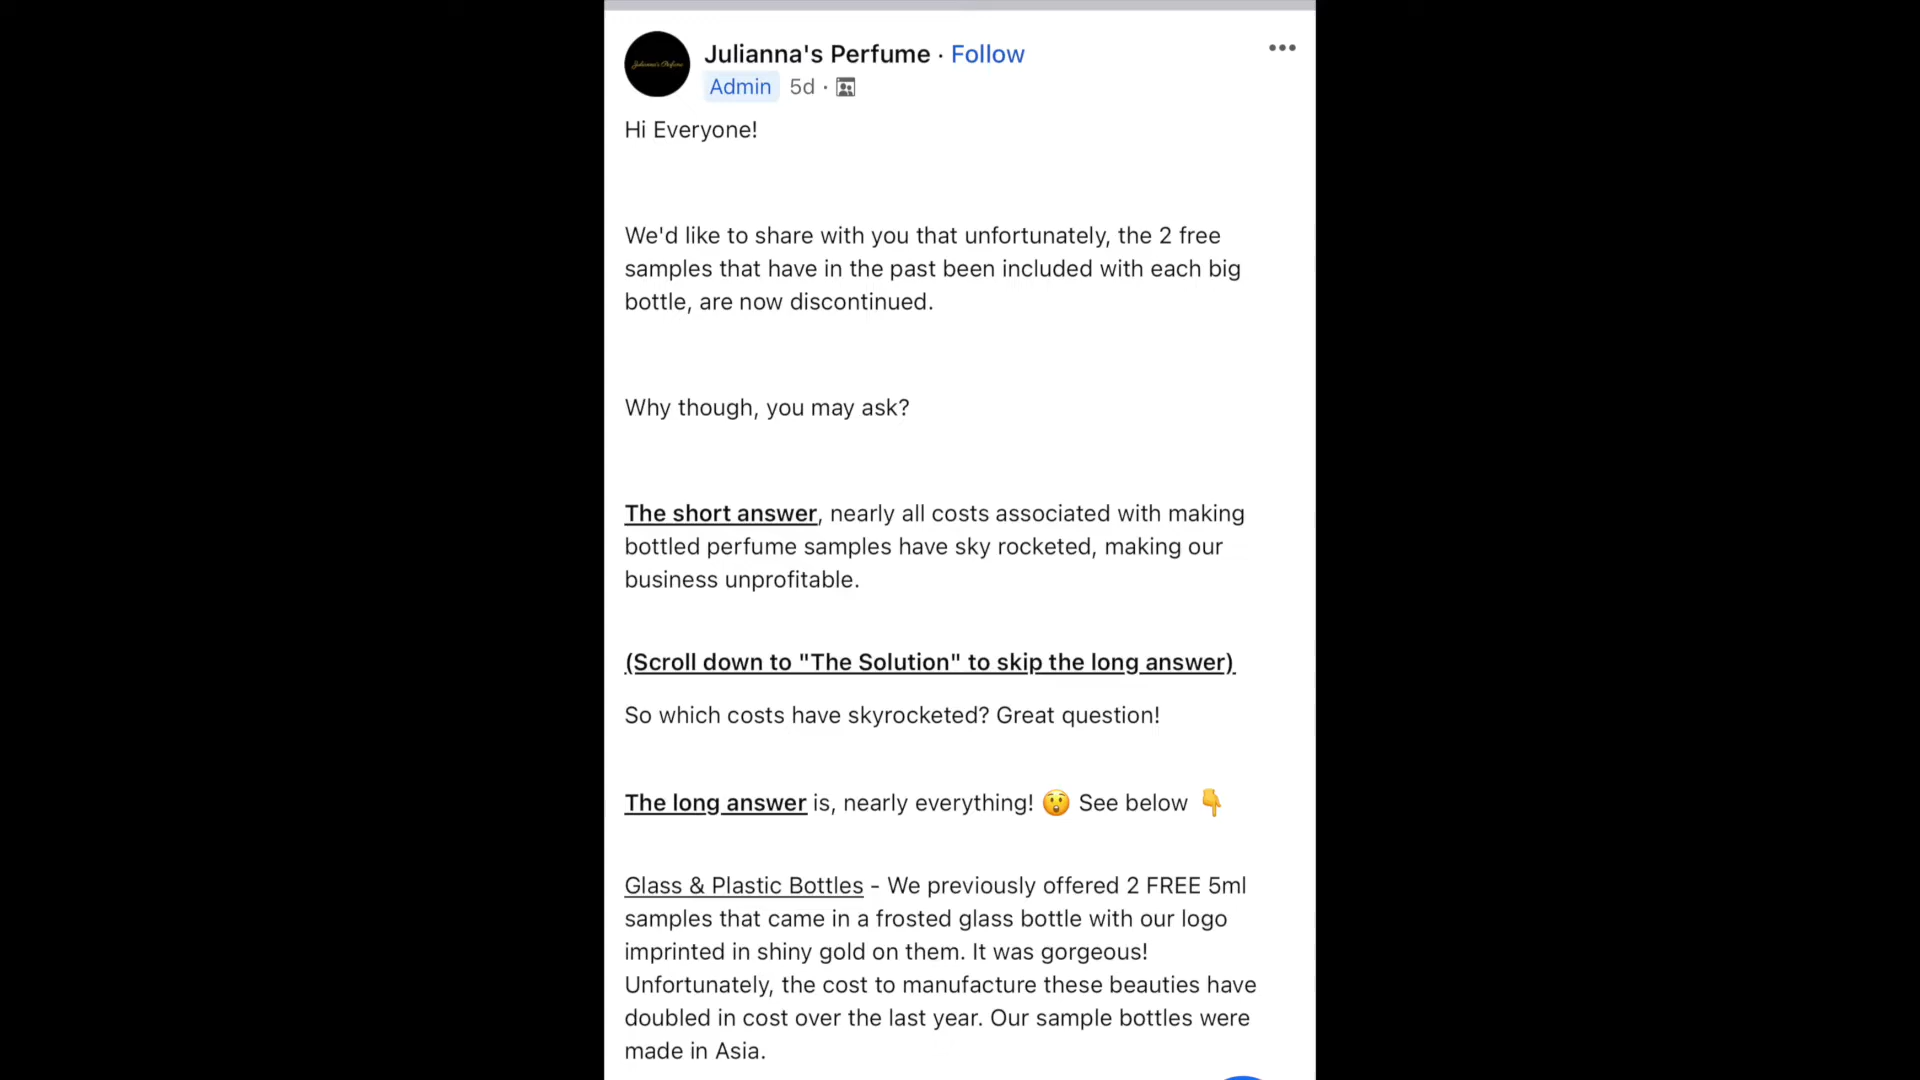 Julianna's Perfume
Julianna's Perfume · Follow
Admin 5d ·
Hi Everyone!
We'd like to share with you that unfortunately, the 2 free
samples that have in the past been included with each big
bottle, are now discontinued.
Why though, you may ask?
The short answer, nearly all costs associated with making
bottled perfume samples have sky rocketed, making our
business unprofitable.
(Scroll down to "The Solution" to skip the long answer)
So which costs have skyrocketed? Great question!
The long answer is, nearly everything! 😲 See below 👇
Glass & Plastic Bottles - We previously offered 2 FREE 5ml
samples that came in a frosted glass bottle with our logo
imprinted in shiny gold on them. It was gorgeous!
Unfortunately, the cost to manufacture these beauties have
doubled in cost over the last year. Our sample bottles were
made in Asia.